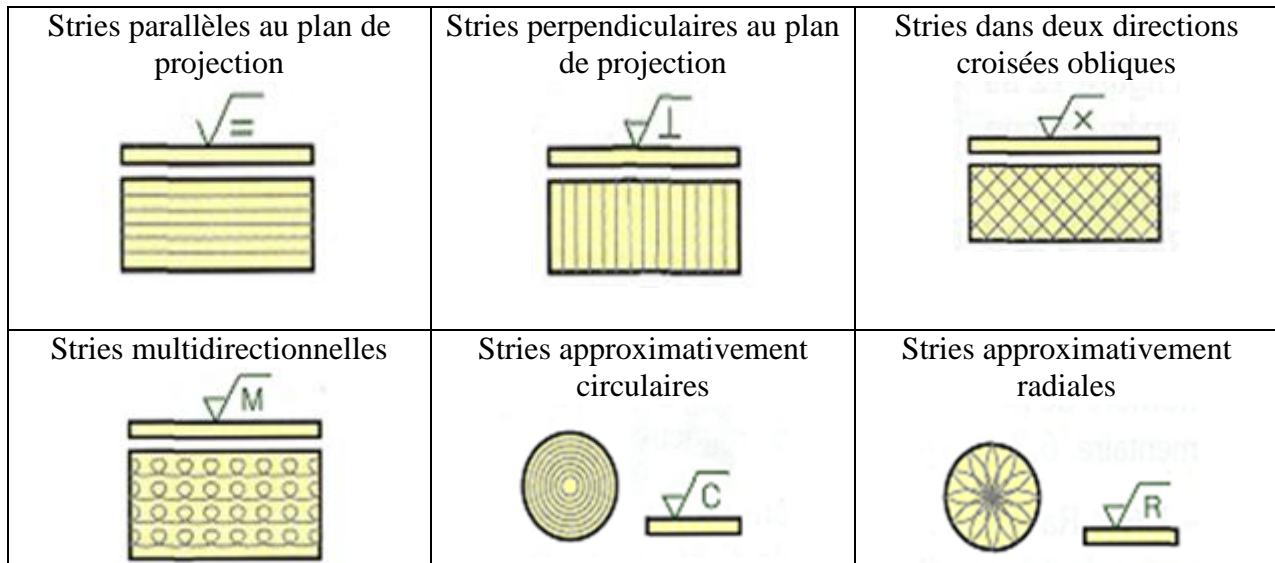 Stries parallèles au plan de
projection
=
Stries perpendiculaires au plan
de projection
⊥
Stries dans deux directions
croisées obliques
X
Stries multidirectionnelles
M
Stries approximativement
circulaires
C
Stries approximativement
radiales
R